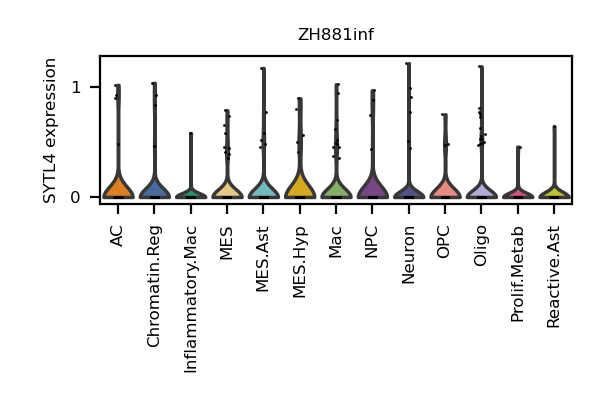 ZH881inf
SYTL4 expression
1
0
AC
Chromatin.Reg
Inflammatory.Mac
MES
MES.Ast
MES.Hyp
Mac
NPC
Neuron
OPC
Oligo
Prolif.Metab
Reactive.Ast